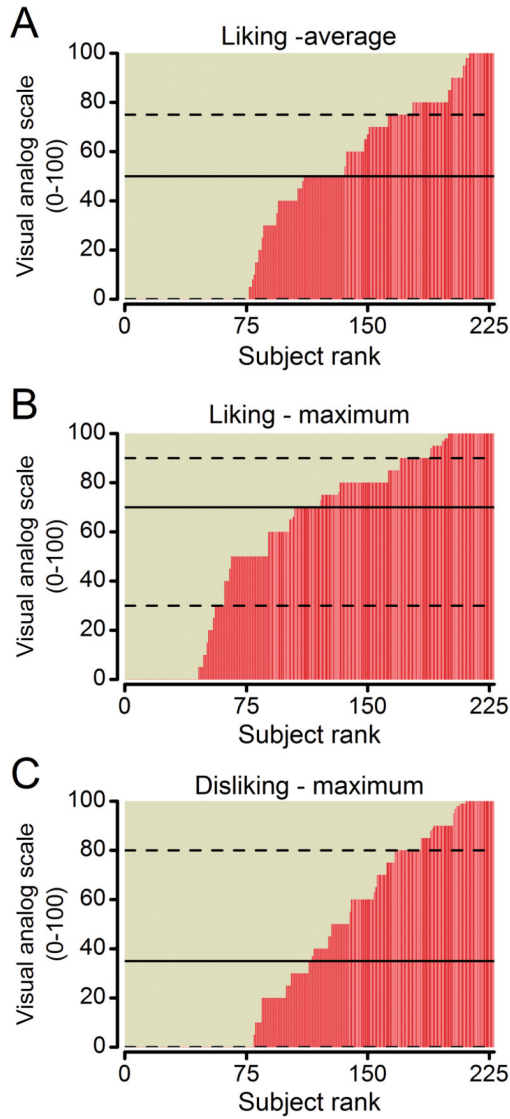 A
Liking -average
Visual analog scale
(0-100)
100
80
60
40
20
0
0 75 150 225
Subject rank
B
Liking - maximum
Visual analog scale
(0-100)
100
80
60
40
20
0
0 75 150 225
Subject rank
C
Disliking - maximum
Visual analog scale
(0-100)
100
80
60
40
20
0
0 75 150 225
Subject rank